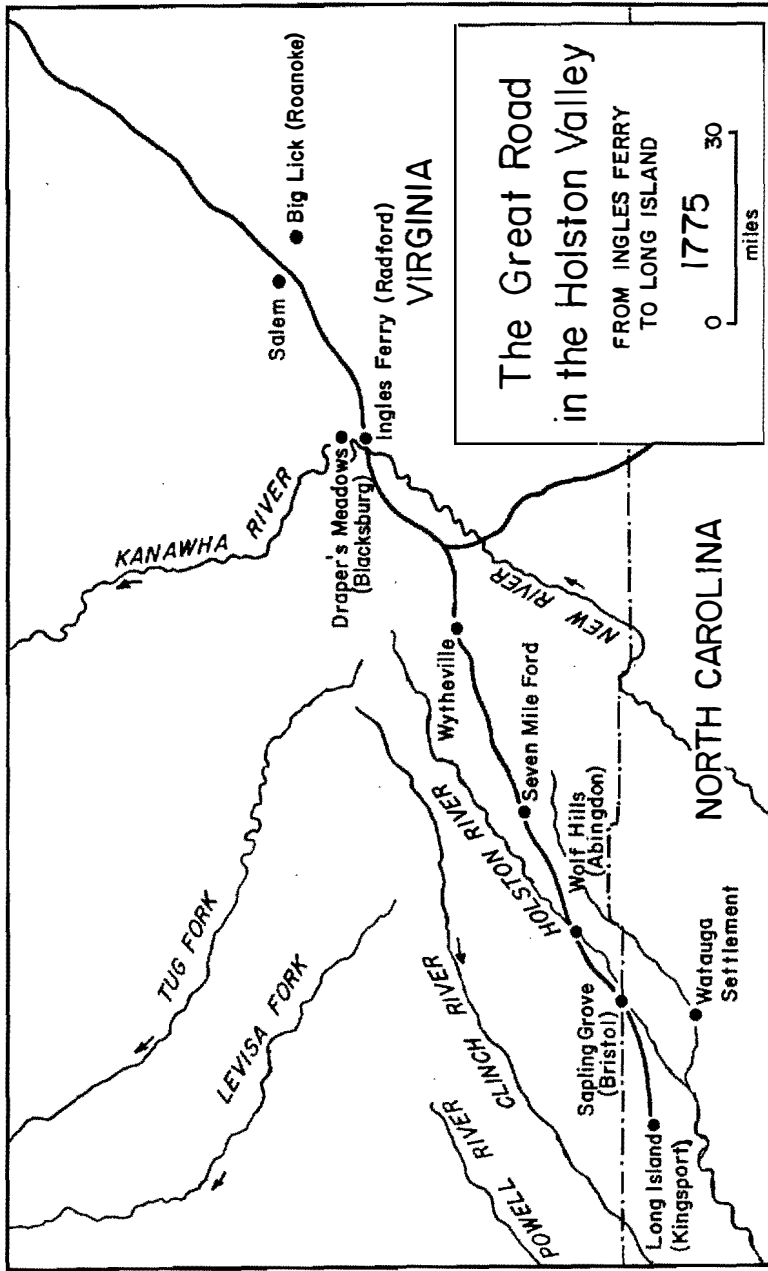 The Great Road
in the Holston Valley
FROM INGLES FERRY
TO LONG ISLAND
1775
0 30
miles
Big Lick (Roanoke)
Salem
VIRGINIA
Ingles Ferry (Radford)
KANAWHA RIVER
Draper's Meadows
(Blacksburg)
NEW RIVER
Wytheville
Seven Mile Ford
TUG FORK
LEVISA FORK
HOLSTON RIVER
CLINCH RIVER
POWELL RIVER
Wolf Hills
(Abingdon)
NORTH CAROLINA
Sapling Grove
(Bristol)
Watauga
Settlement
Long Island
(Kingsport)